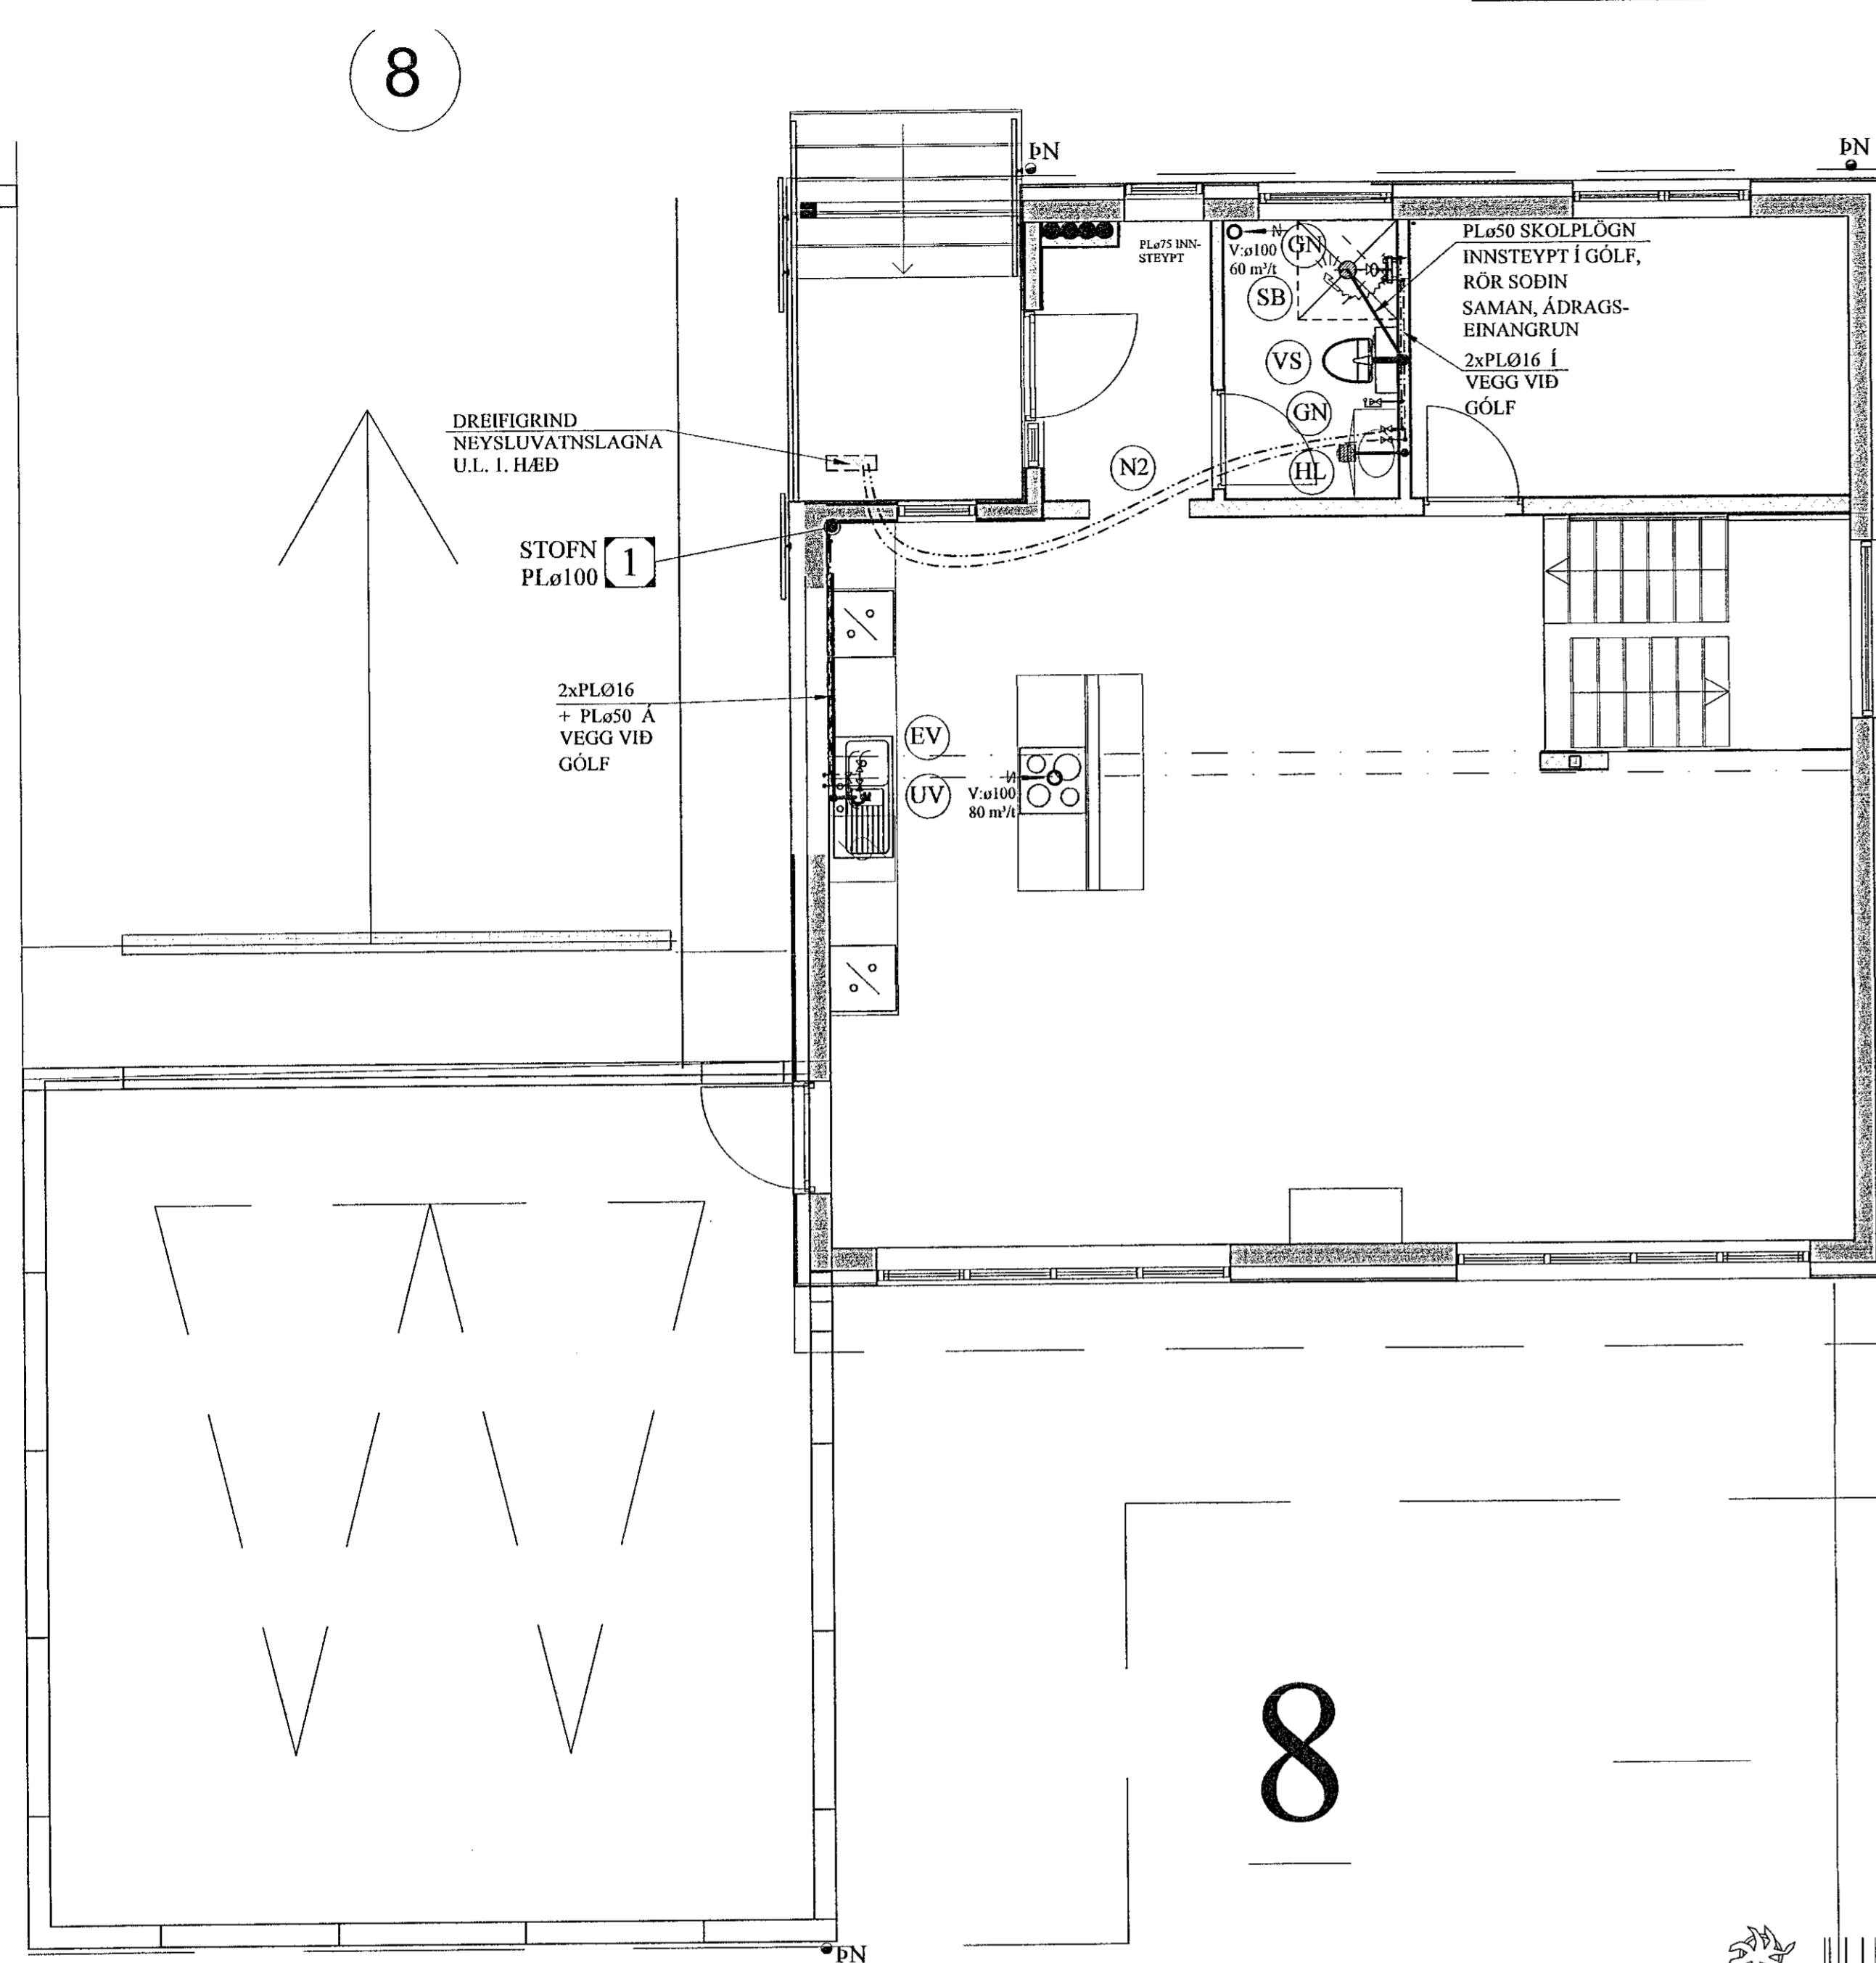 8
ÞN
ÞN
PLø75 INN-
STEYPT
N
V:ø100
60 m³/t
GN
SB
VS
GN
HL
N2
PLø50 SKOLPLÖGN
INNSTEYPT Í GÓLF,
RÖR SOÐIN
SAMAN, ÁDRAGS-
EINANGRUN
2xPLØ16 Í
VEGG VIÐ
GÓLF
DREIFIGRIND
NEYSLUVATNSLAGNA
U.L. 1. HÆÐ
STOFN
PLø100
1
2xPLØ16
+ PLø50 Á
VEGG VIÐ
GÓLF
EV
UV
N
V:ø100
80 m³/t
8
ÞN